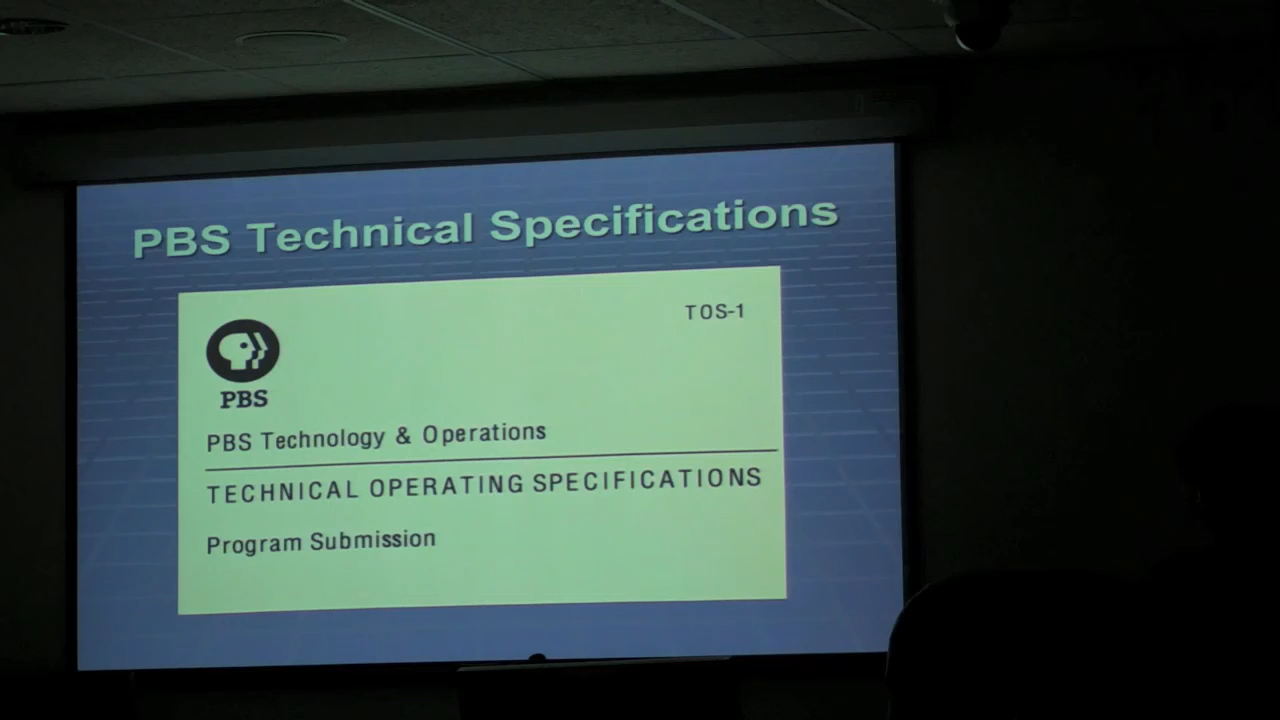 PBS Technical Specifications
TOS-1
PBS
PBS Technology & Operations
TECHNICAL OPERATING SPECIFICATIONS
Program Submission